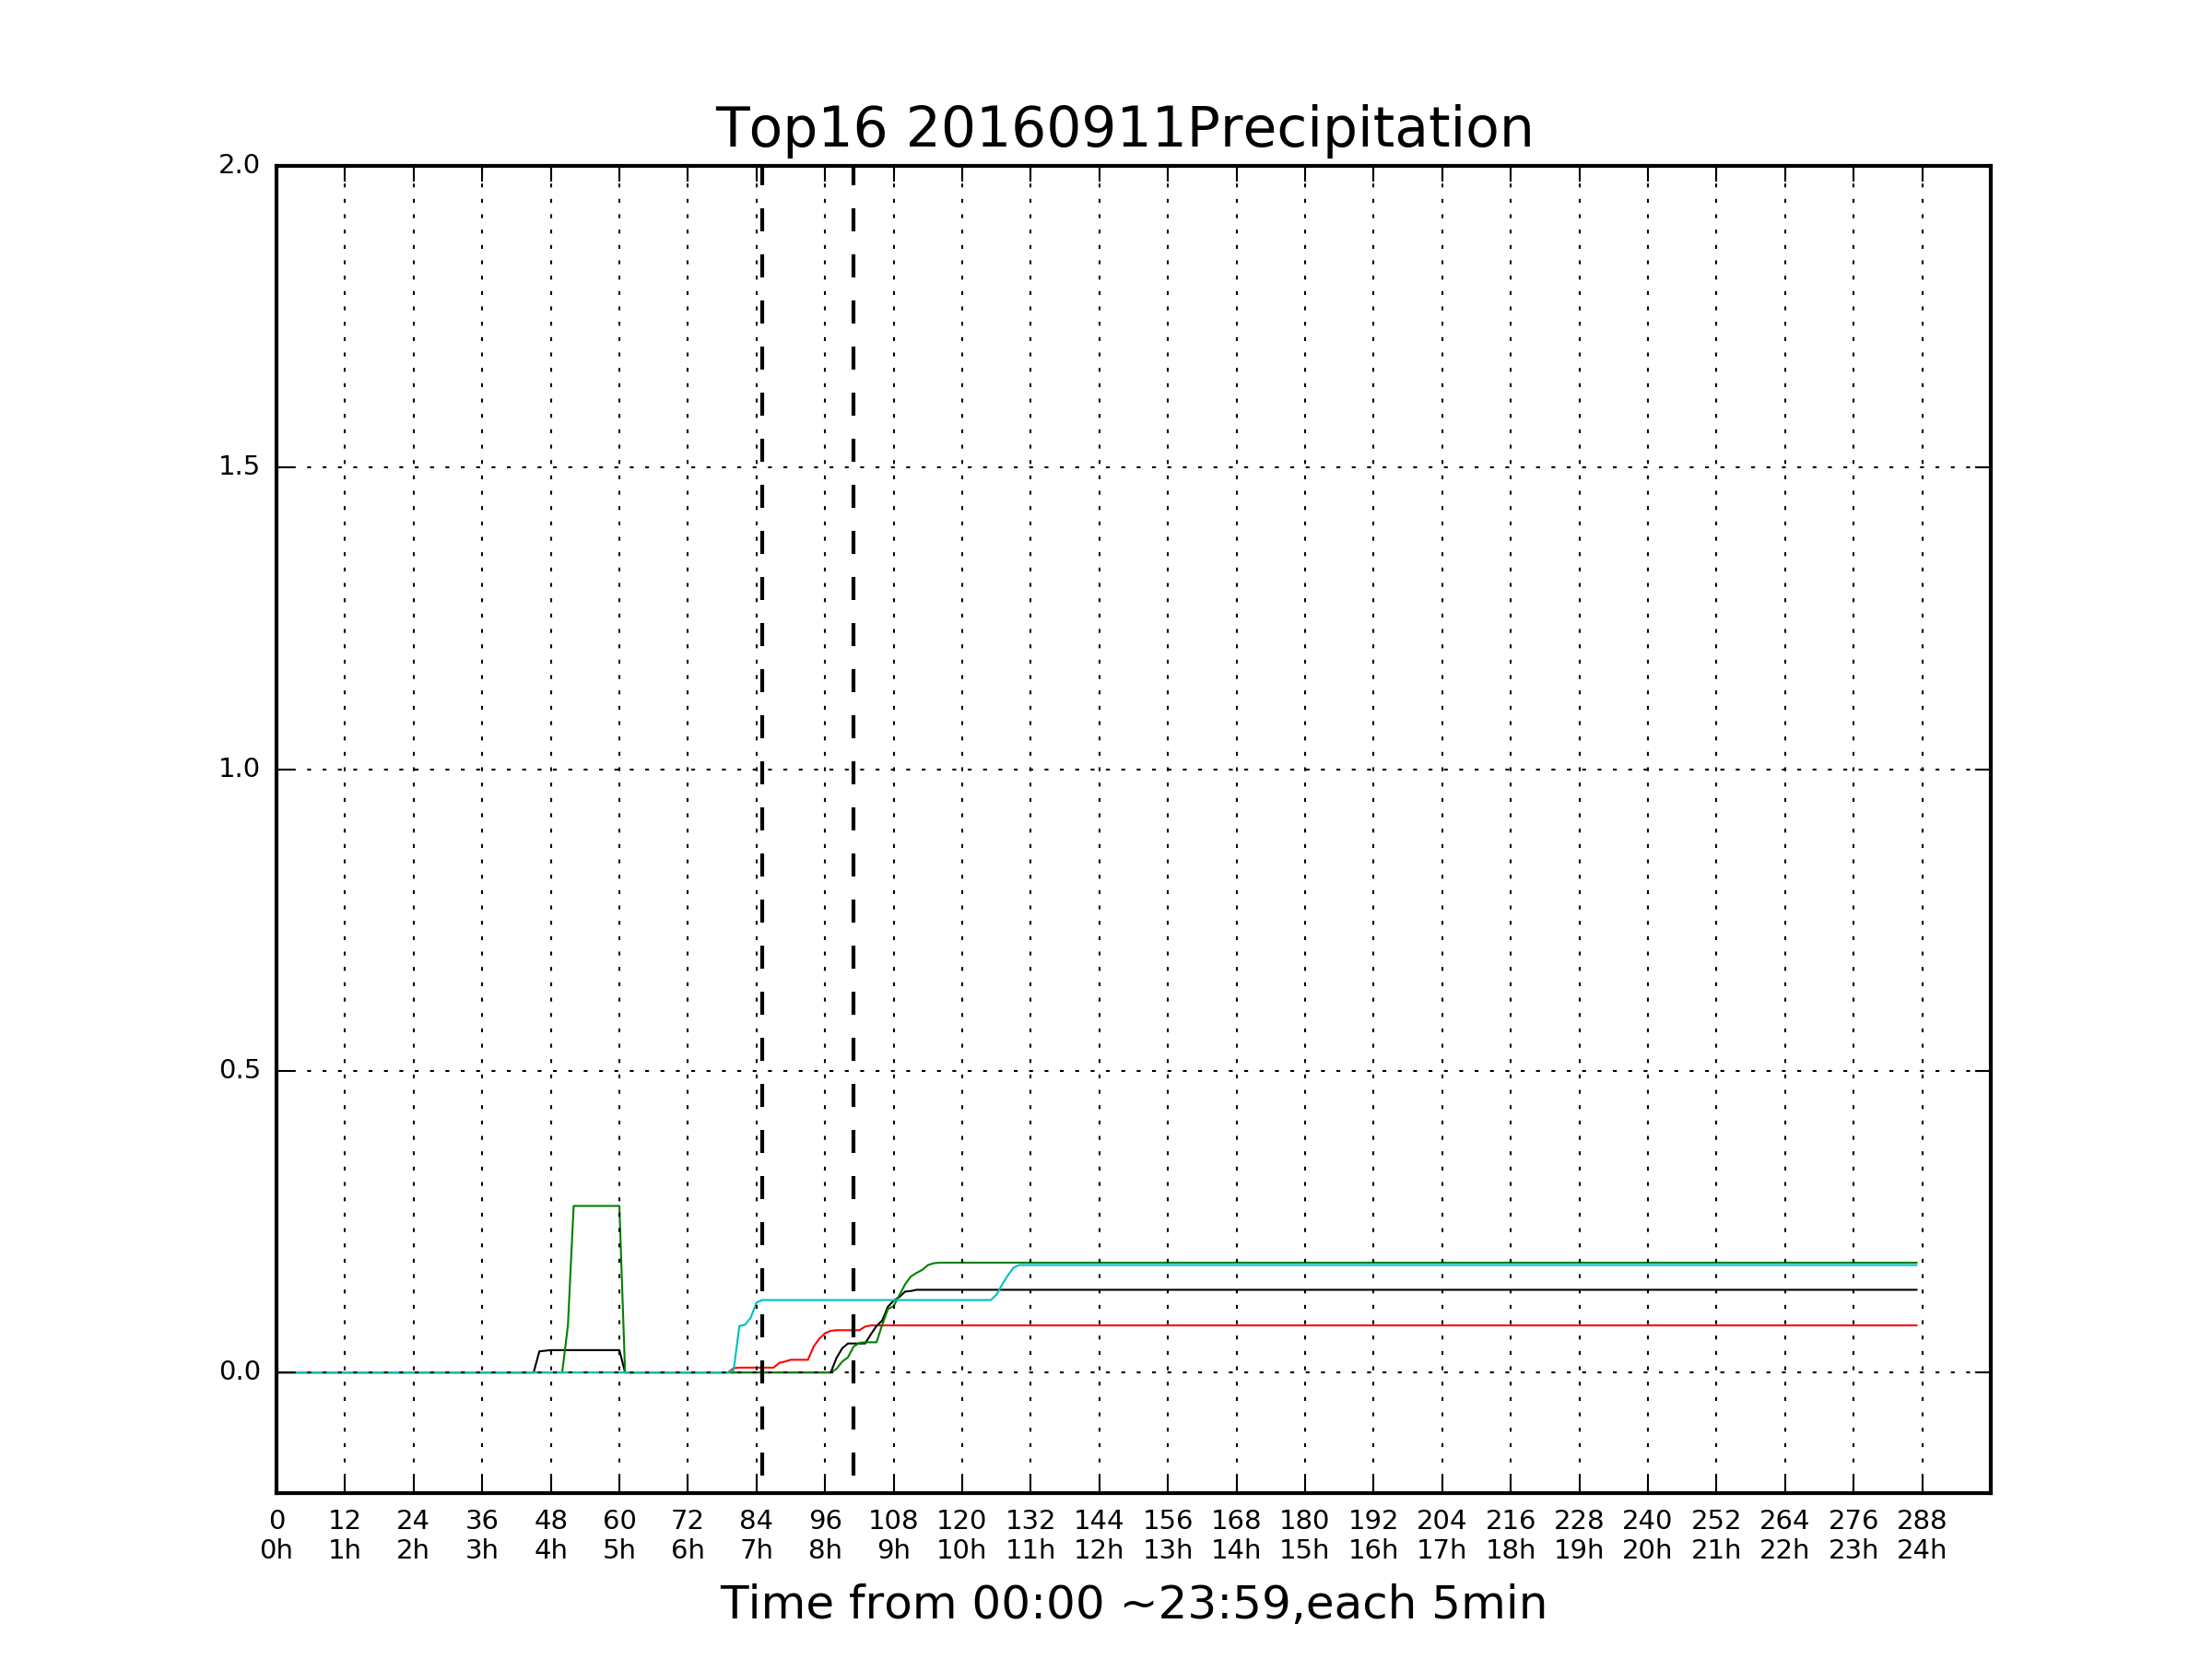 Top16 20160911Precipitation
2.0
1.5
1.0
0.5
0.0
0 12 24 36 48 60 72 84 96 108 120 132 144 156 168 180 192 204 216 228 240 252 264 276 288
0h 1h 2h 3h 4h 5h 6h 7h 8h 9h 10h 11h 12h 13h 14h 15h 16h 17h 18h 19h 20h 21h 22h 23h 24h
Time from 00:00 ~23:59,each 5min